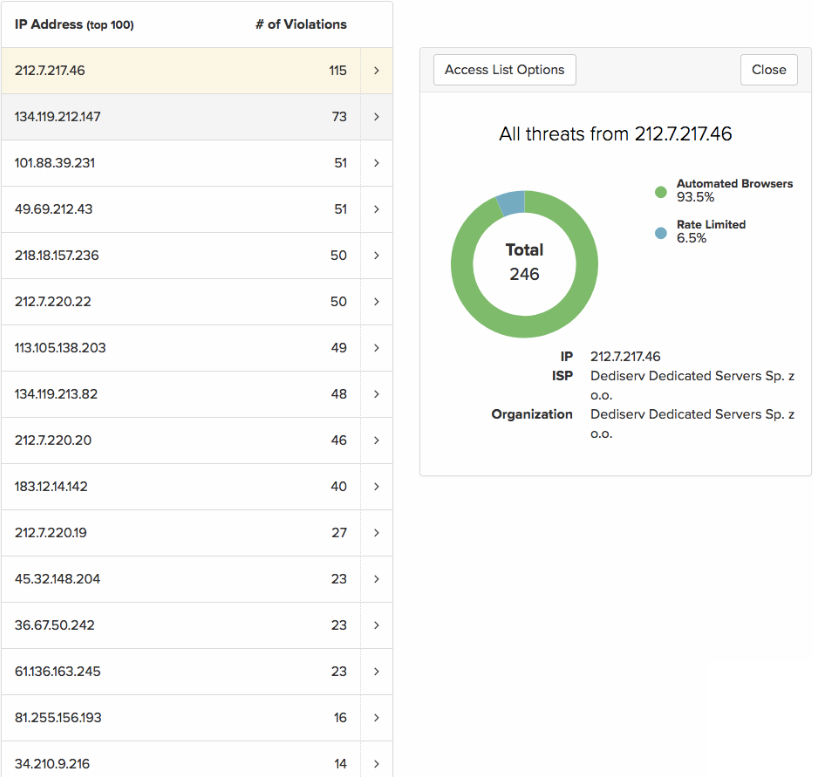 IP Address (top 100) # of Violations
212.7.217.46 115
134.119.212.147 73
101.88.39.231 51
49.69.212.43 51
218.18.157.236 50
212.7.220.22 50
113.105.138.203 49
134.119.213.82 48
212.7.220.20 46
183.12.14.142 40
212.7.220.19 27
45.32.148.204 23
36.67.50.242 23
61.136.163.245 23
81.255.156.193 16
34.210.9.216 14
Access List Options Close
All threats from 212.7.217.46
Automated Browsers
93.5%
Rate Limited
6.5%
Total
246
IP 212.7.217.46
ISP Dediserv Dedicated Servers Sp. z
o.o.
Organization Dediserv Dedicated Servers Sp. z
o.o.